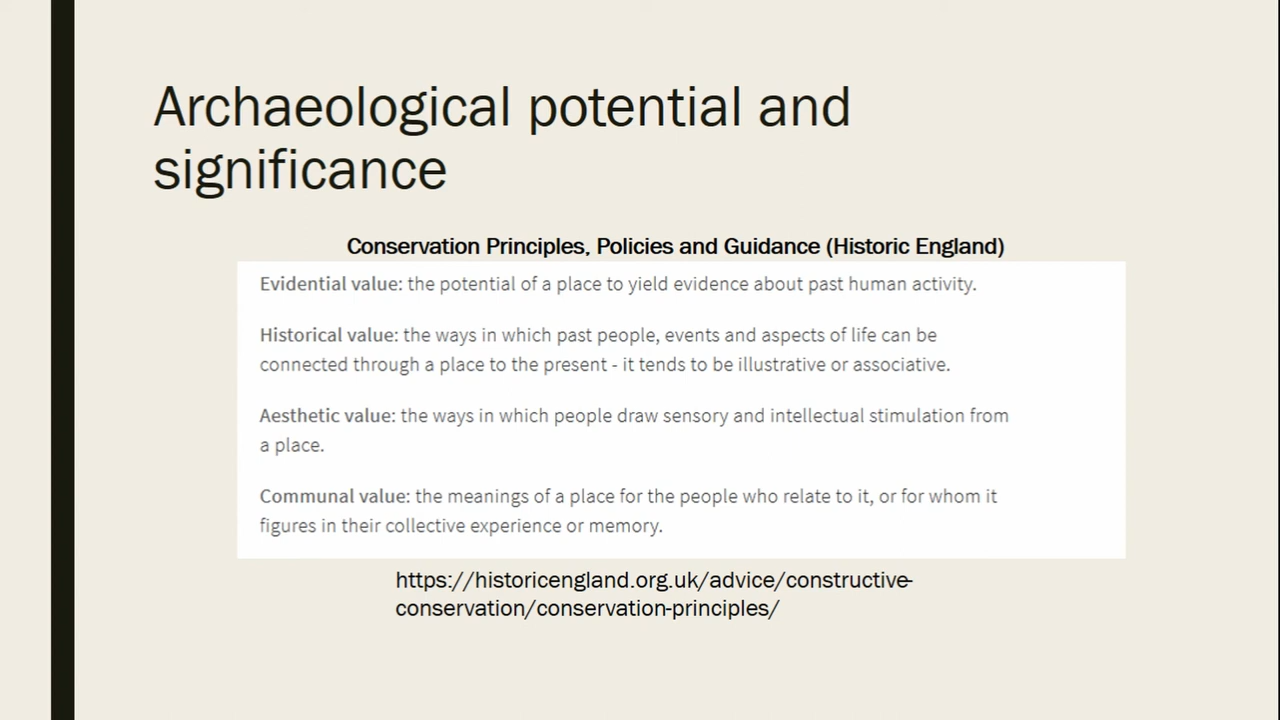 Archaeological potential and
significance
Conservation Principles, Policies and Guidance (Historic England)
Evidential value: the potential of a place to yield evidence about past human activity.
Historical value: the ways in which past people, events and aspects of life can be
connected through a place to the present - it tends to be illustrative or associative.
Aesthetic value: the ways in which people draw sensory and intellectual stimulation from
a place.
Communal value: the meanings of a place for the people who relate to it, or for whom it
figures in their collective experience or memory.
https://historicengland.org.uk/advice/constructive-
conservation/conservation-principles/